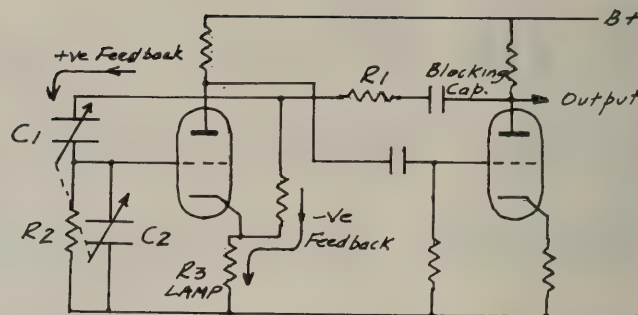 B+
+ve Feedback
R1
Blocking
Cap.
Output
C1
R2
C2
-ve
Feedback
R3
LAMP